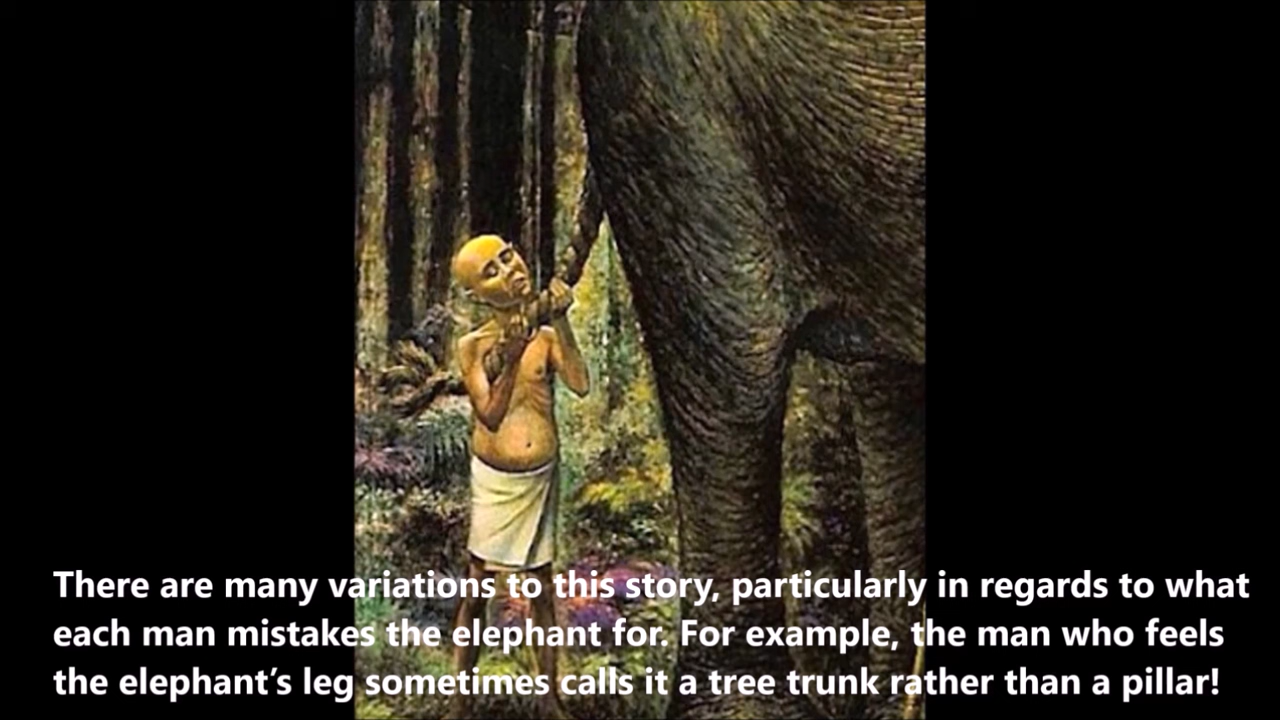 There are many variations to this story, particularly in regards to what
each man mistakes the elephant for. For example, the man who feels
the elephant’s leg sometimes calls it a tree trunk rather than a pillar!